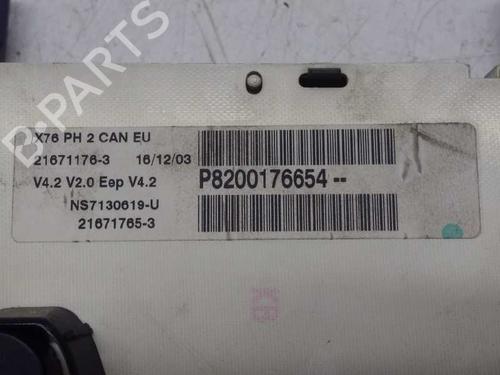 X76 PH 2 CAN EU
21671176-3 16/12/03
V4.2 V2.0 Eep V4.2
P8200176654 --
NS7130619-U
21671765-3